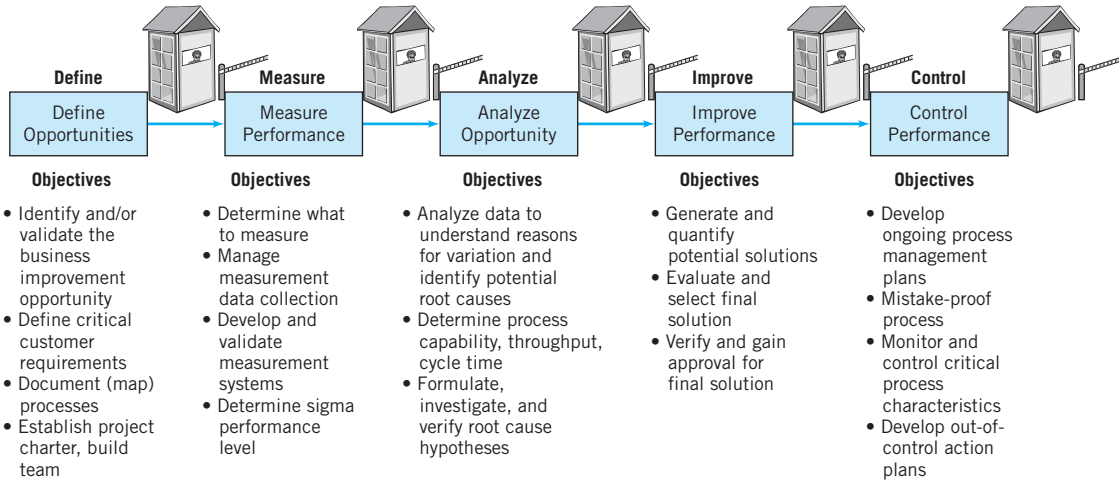 Define
Define
Opportunities
Objectives
• Identify and/or
validate the
business
improvement
opportunity
• Define critical
customer
requirements
• Document (map)
processes
• Establish project
charter, build
team
Measure
Measure
Performance
Objectives
• Determine what
to measure
• Manage
measurement
data collection
• Develop and
validate
measurement
systems
• Determine sigma
performance
level
Analyze
Analyze
Opportunity
Objectives
• Analyze data to
understand reasons
for variation and
identify potential
root causes
• Determine process
capability, throughput,
cycle time
• Formulate,
investigate, and
verify root cause
hypotheses
Improve
Improve
Performance
Objectives
• Generate and
quantify
potential solutions
• Evaluate and
select final
solution
• Verify and gain
approval for
final solution
Control
Control
Performance
Objectives
• Develop
ongoing process
management
plans
• Mistake-proof
process
• Monitor and
control critical
process
characteristics
• Develop out-of-
control action
plans